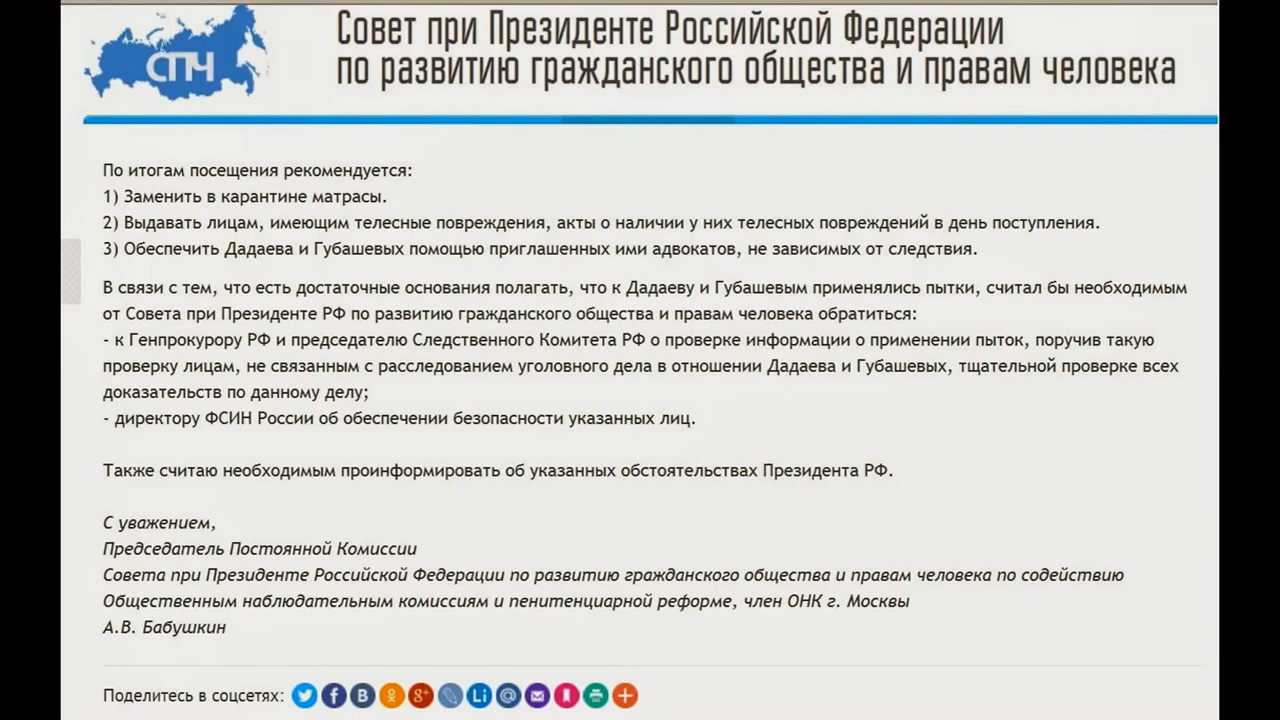 СПЧ
Совет при Президенте Российской Федерации
по развитию гражданского общества и правам человека
По итогам посещения рекомендуется:
1) Заменить в карантине матрасы.
2) Выдавать лицам, имеющим телесные повреждения, акты о наличии у них телесных повреждений в день поступления.
3) Обеспечить Дадаева и Губашевых помощью приглашенных ими адвокатов, не зависимых от следствия.
В связи с тем, что есть достаточные основания полагать, что к Дадаеву и Губашевым применялись пытки, считал бы необходимым
от Совета при Президенте РФ по развитию гражданского общества и правам человека обратиться:
- к Генпрокурору РФ и председателю Следственного Комитета РФ о проверке информации о применении пыток, поручив такую
проверку лицам, не связанным с расследованием уголовного дела в отношении Дадаева и Губашевых, тщательной проверке всех
доказательств по данному делу;
- директору ФСИН России об обеспечении безопасности указанных лиц.
Также считаю необходимым проинформировать об указанных обстоятельствах Президента РФ.
С уважением,
Председатель Постоянной Комиссии
Совета при Президенте Российской Федерации по развитию гражданского общества и правам человека по содействию
Общественным наблюдательным комиссиям и пенитенциарной реформе, член ОНК г. Москвы
А.В. Бабушкин
Поделитесь в соцсетях: